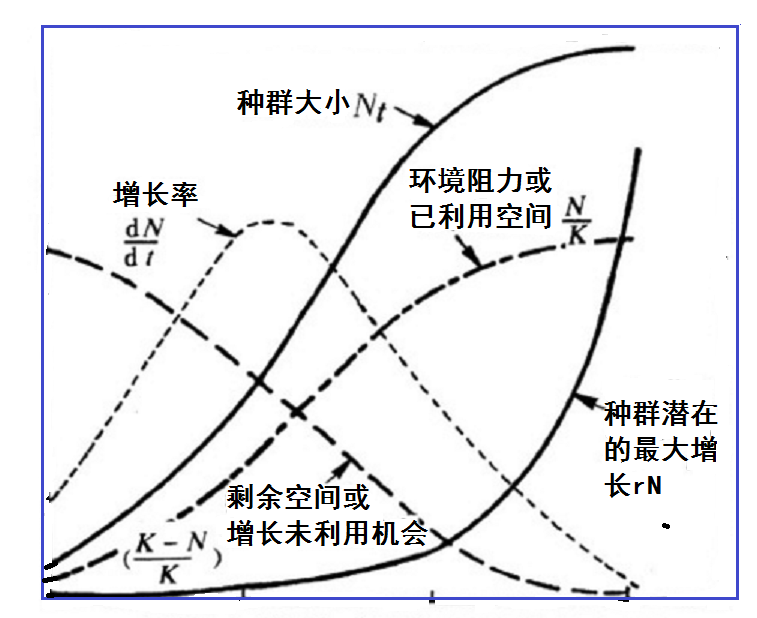 种群大小 Nt
环境阻力或
已利用空间 N/K
增长率
dN/dt
种群潜在
的最大增
长rN
剩余空间或
增长未利用机会
(K-N/K)